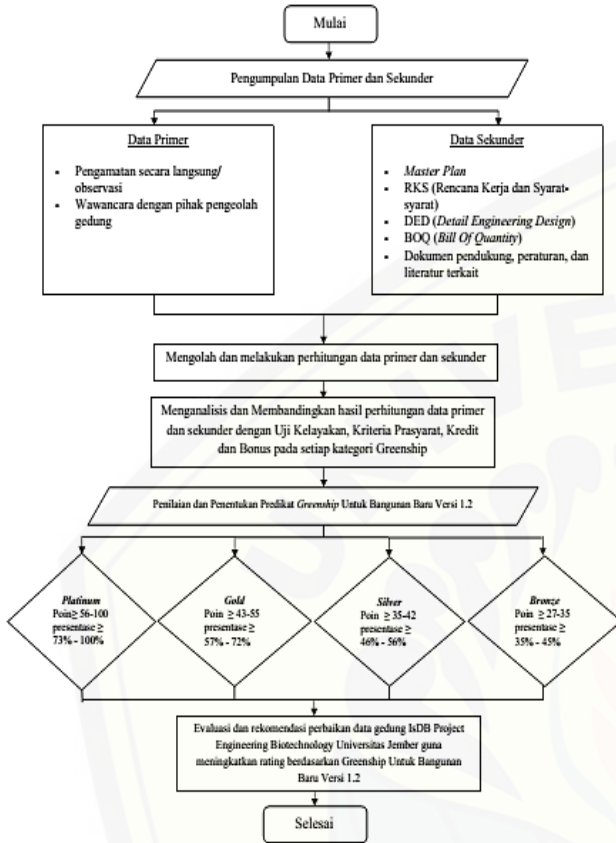 Mulai
Pengumpulan Data Primer dan Sekunder
Data Primer
▪ Pengamatan secara langsung/
observasi
▪ Wawancara dengan pihak pengeolah
gedung
Data Sekunder
▪ Master Plan
▪ RKS (Rencana Kerja dan Syarat-
syarat)
▪ DED (Detail Engineering Design)
▪ BOQ (Bill Of Quantity)
▪ Dokumen pendukung, peraturan, dan
literatur terkait
Mengolah dan melakukan perhitungan data primer dan sekunder
Menganalisis dan Membandingkan hasil perhitungan data primer
dan sekunder dengan Uji Kelayakan, Kriteria Prasyarat, Kredit
dan Bonus pada setiap kategori Greenship
Penilaian dan Penentukan Predikat Greenship Untuk Bangunan Baru Versi 1.2
Platinum
Poin≥ 56-100
presentase ≥
73% - 100%
Gold
Poin ≥ 43-55
presentase ≥
57% - 72%
Silver
Poin ≥ 35-42
presentase ≥
46% - 56%
Bronze
Poin ≥ 27-35
presentase ≥
35% - 45%
Evaluasi dan rekomendasi perbaikan data gedung IsDB Project
Engineering Biotechnology Universitas Jember guna
meningkatkan rating berdasarkan Greenship Untuk Bangunan
Baru Versi 1.2
Selesai